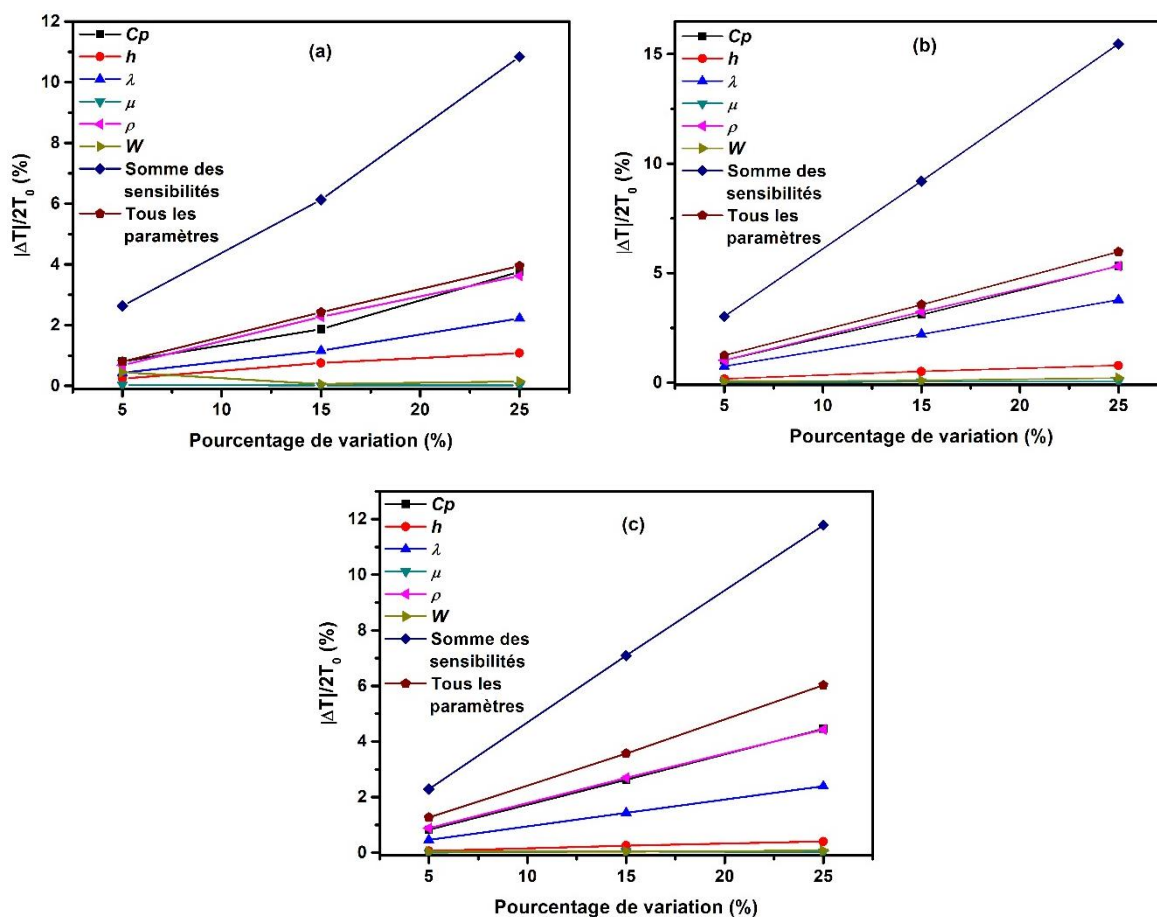 (a)
Cp
h
λ
μ
ρ
W
Somme des
sensibilités
Tous les
paramètres
12
10
8
6
4
2
0
|ΔT|/2T₀ (%)
5 10 15 20 25
Pourcentage de variation (%)
(b)
Cp
h
λ
μ
ρ
W
Somme des
sensibilités
Tous les
paramètres
15
10
5
0
|ΔT|/2T₀ (%)
5 10 15 20 25
Pourcentage de variation (%)
(c)
Cp
h
λ
μ
ρ
W
Somme des
sensibilités
Tous les
paramètres
12
10
8
6
4
2
0
|ΔT|/2T₀ (%)
5 10 15 20 25
Pourcentage de variation (%)